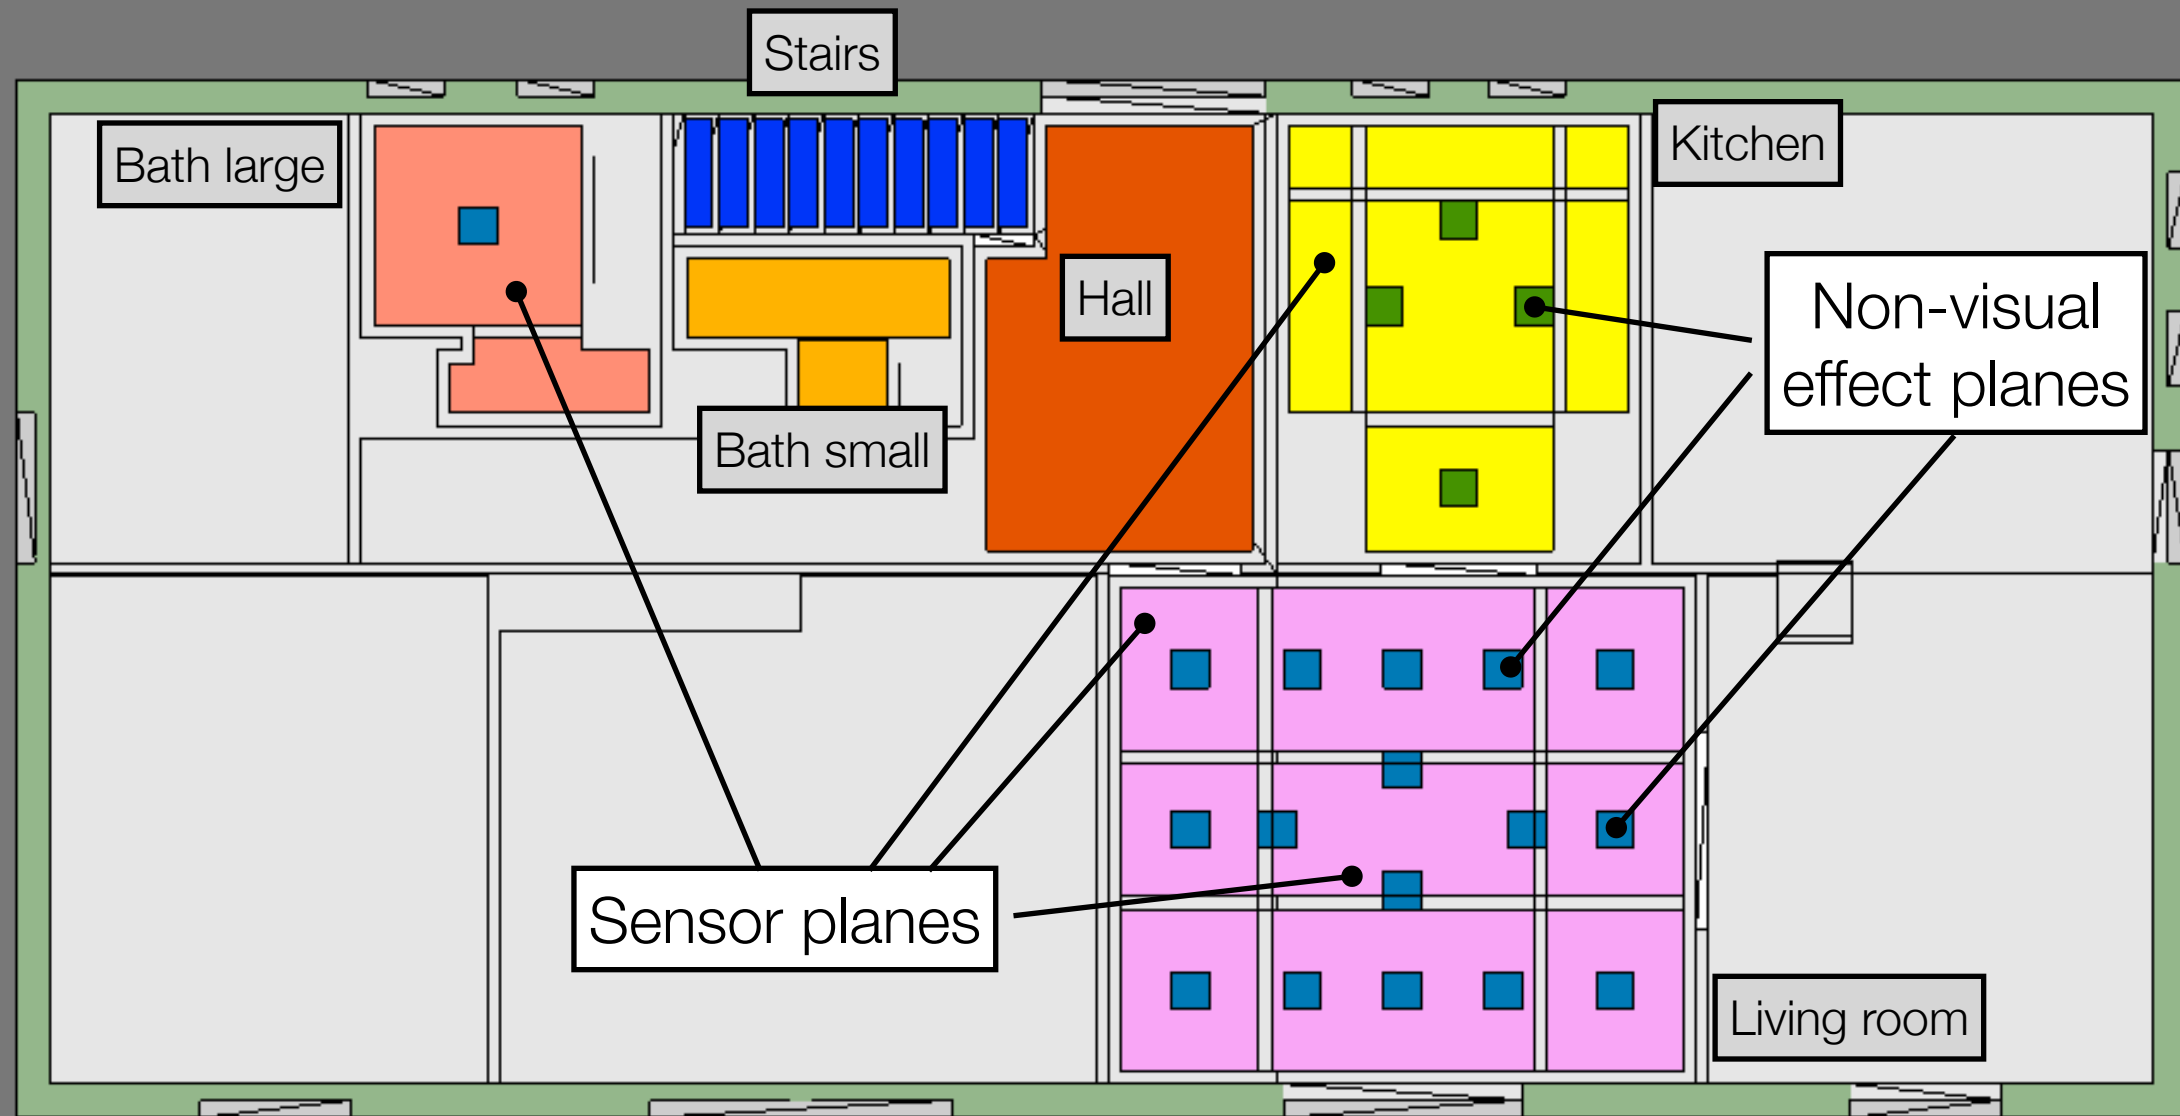 Stairs
Bath large
Kitchen
Hall
Non-visual
effect planes
Bath small
Sensor planes
Living room